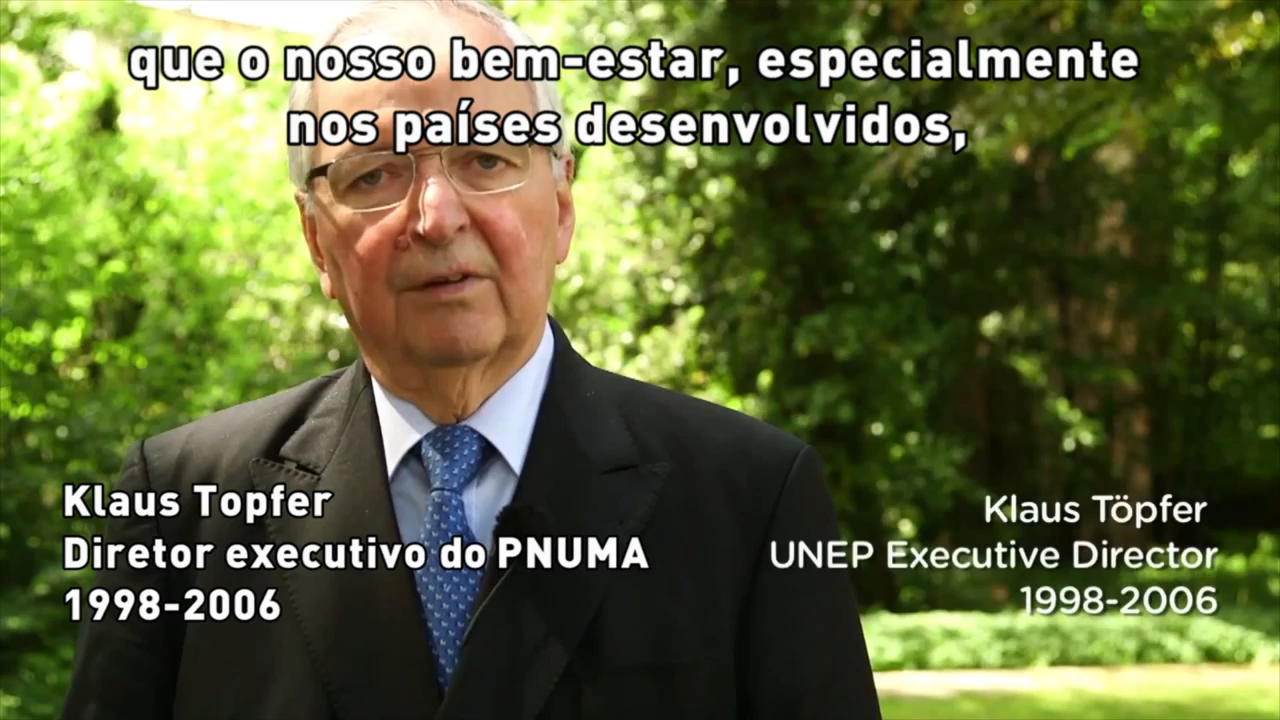 que o nosso bem-estar, especialmente
nos países desenvolvidos,
Klaus Topfer
Diretor executivo do PNUMA
1998-2006
Klaus Töpfer
UNEP Executive Director
1998-2006